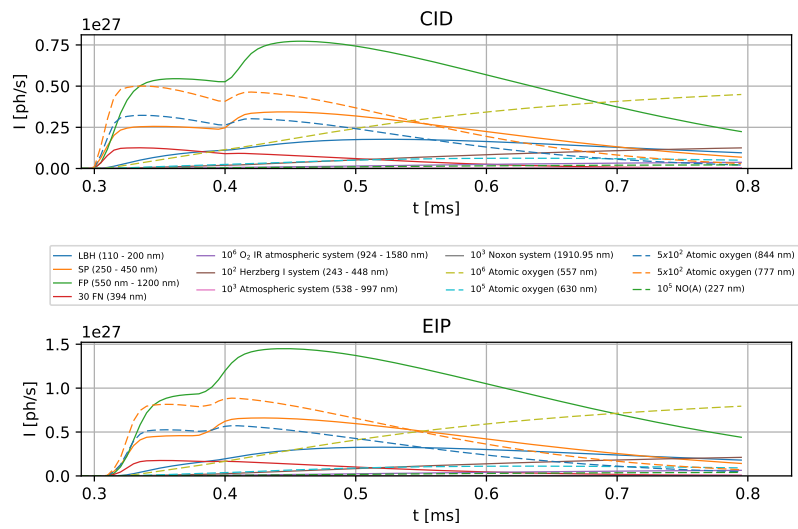 CID
1e27
I [ph/s]
0.75
0.50
0.25
0.00
0.3 0.4 0.5 0.6 0.7 0.8
t [ms]
LBH (110 - 200 nm)
SP (250 - 450 nm)
FP (550 nm - 1200 nm)
30 FN (394 nm)
10⁶ O₂ IR atmospheric system (924 - 1580 nm)
10² Herzberg I system (243 - 448 nm)
10³ Atmospheric system (538 - 997 nm)
10³ Noxon system (1910.95 nm)
10⁶ Atomic oxygen (557 nm)
10⁵ Atomic oxygen (630 nm)
5x10² Atomic oxygen (844 nm)
5x10² Atomic oxygen (777 nm)
10⁵ NO(A) (227 nm)
EIP
1e27
I [ph/s]
1.5
1.0
0.5
0.0
0.3 0.4 0.5 0.6 0.7 0.8
t [ms]